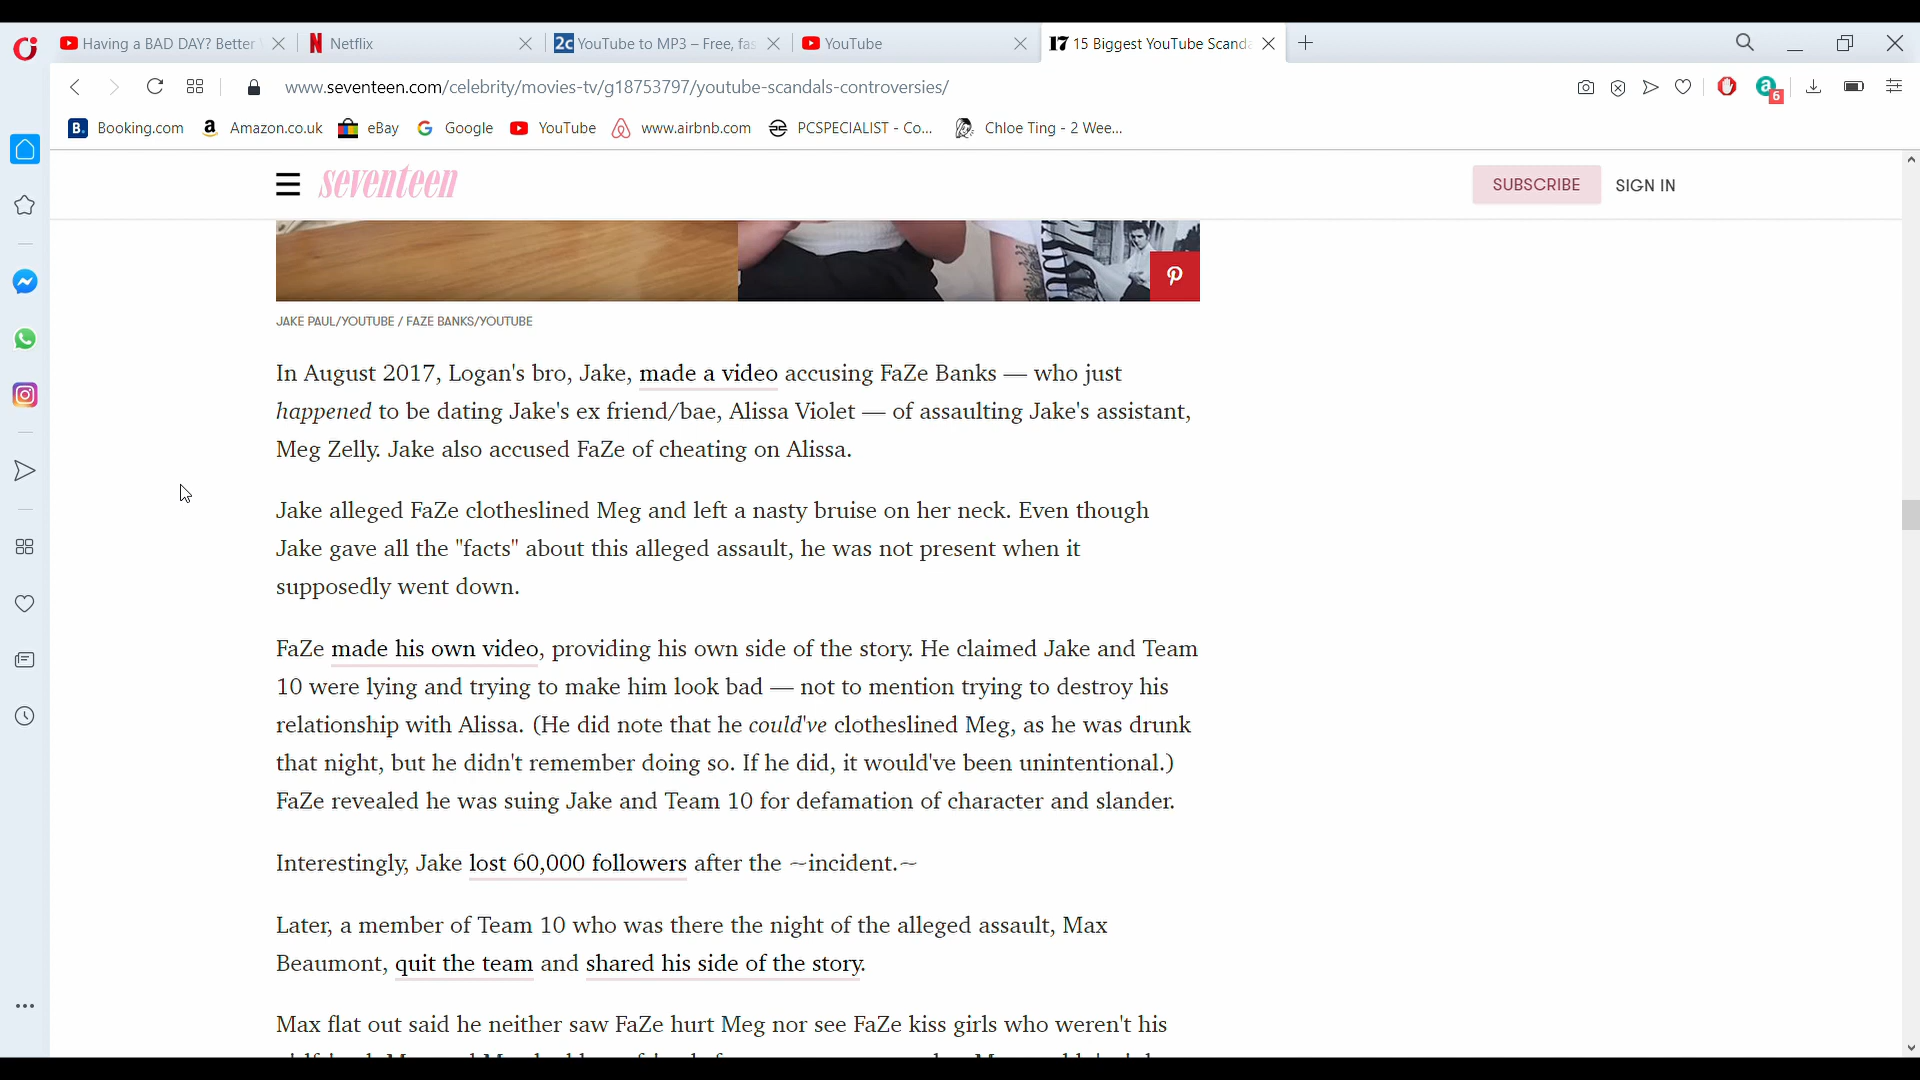 Having a BAD DAY? Better
Netflix
2c YouTube to MP3 – Free, fas
YouTube
17 15 Biggest YouTube Scanda
www.seventeen.com/celebrity/movies-tv/g18753797/youtube-scandals-controversies/
6
B. Booking.com
Amazon.co.uk
eBay
Google
YouTube
www.airbnb.com
PCSPECIALIST - Co...
Chloe Ting - 2 Wee...
seventeen
SUBSCRIBE
SIGN IN
JAKE PAUL/YOUTUBE / FAZE BANKS/YOUTUBE
In August 2017, Logan's bro, Jake, made a video accusing FaZe Banks — who just
happened to be dating Jake's ex friend/bae, Alissa Violet — of assaulting Jake's assistant,
Meg Zelly. Jake also accused FaZe of cheating on Alissa.
Jake alleged FaZe clotheslined Meg and left a nasty bruise on her neck. Even though
Jake gave all the "facts" about this alleged assault, he was not present when it
supposedly went down.
FaZe made his own video, providing his own side of the story. He claimed Jake and Team
10 were lying and trying to make him look bad — not to mention trying to destroy his
relationship with Alissa. (He did note that he could've clotheslined Meg, as he was drunk
that night, but he didn't remember doing so. If he did, it would've been unintentional.)
FaZe revealed he was suing Jake and Team 10 for defamation of character and slander.
Interestingly, Jake lost 60,000 followers after the ~incident.~
Later, a member of Team 10 who was there the night of the alleged assault, Max
Beaumont, quit the team and shared his side of the story.
Max flat out said he neither saw FaZe hurt Meg nor see FaZe kiss girls who weren't his